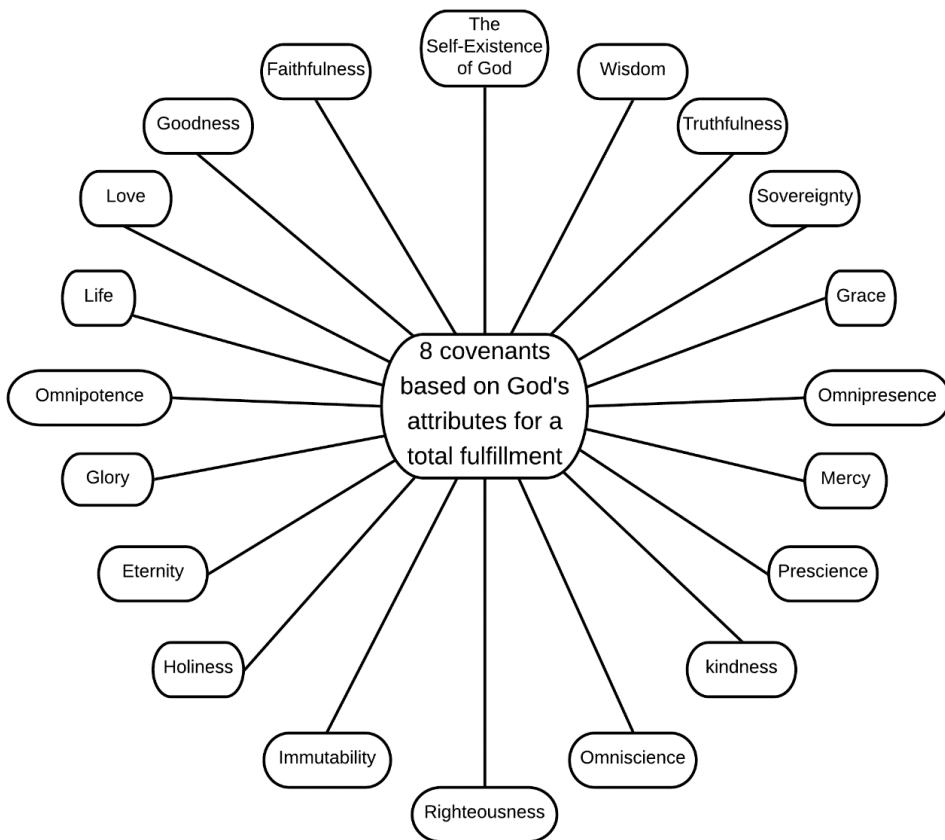 The
Self-Existence
of God
Wisdom
Truthfulness
Sovereignty
Grace
Omnipresence
Mercy
Prescience
kindness
Omniscience
Righteousness
Immutability
Holiness
Eternity
Glory
Omnipotence
Life
Love
Goodness
Faithfulness
8 covenants
based on God's
attributes for a
total fulfillment